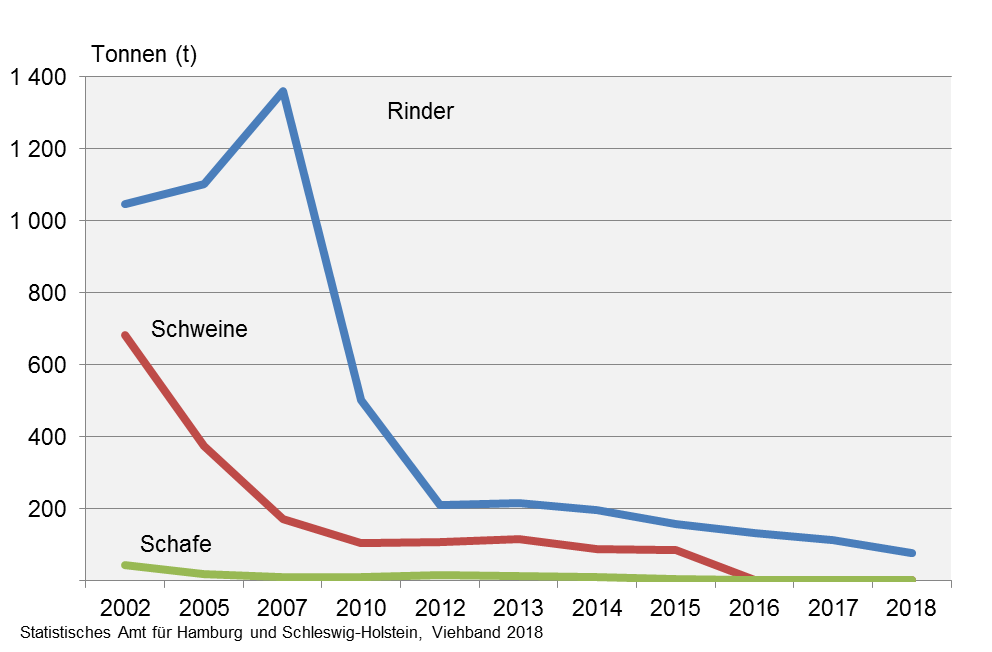 Tonnen (t)
1 400
1 200
1 000
800
600
400
200
Rinder
Schweine
Schafe
2002 2005 2007 2010 2012 2013 2014 2015 2016 2017 2018
Statistisches Amt für Hamburg und Schleswig-Holstein, Viehband 2018